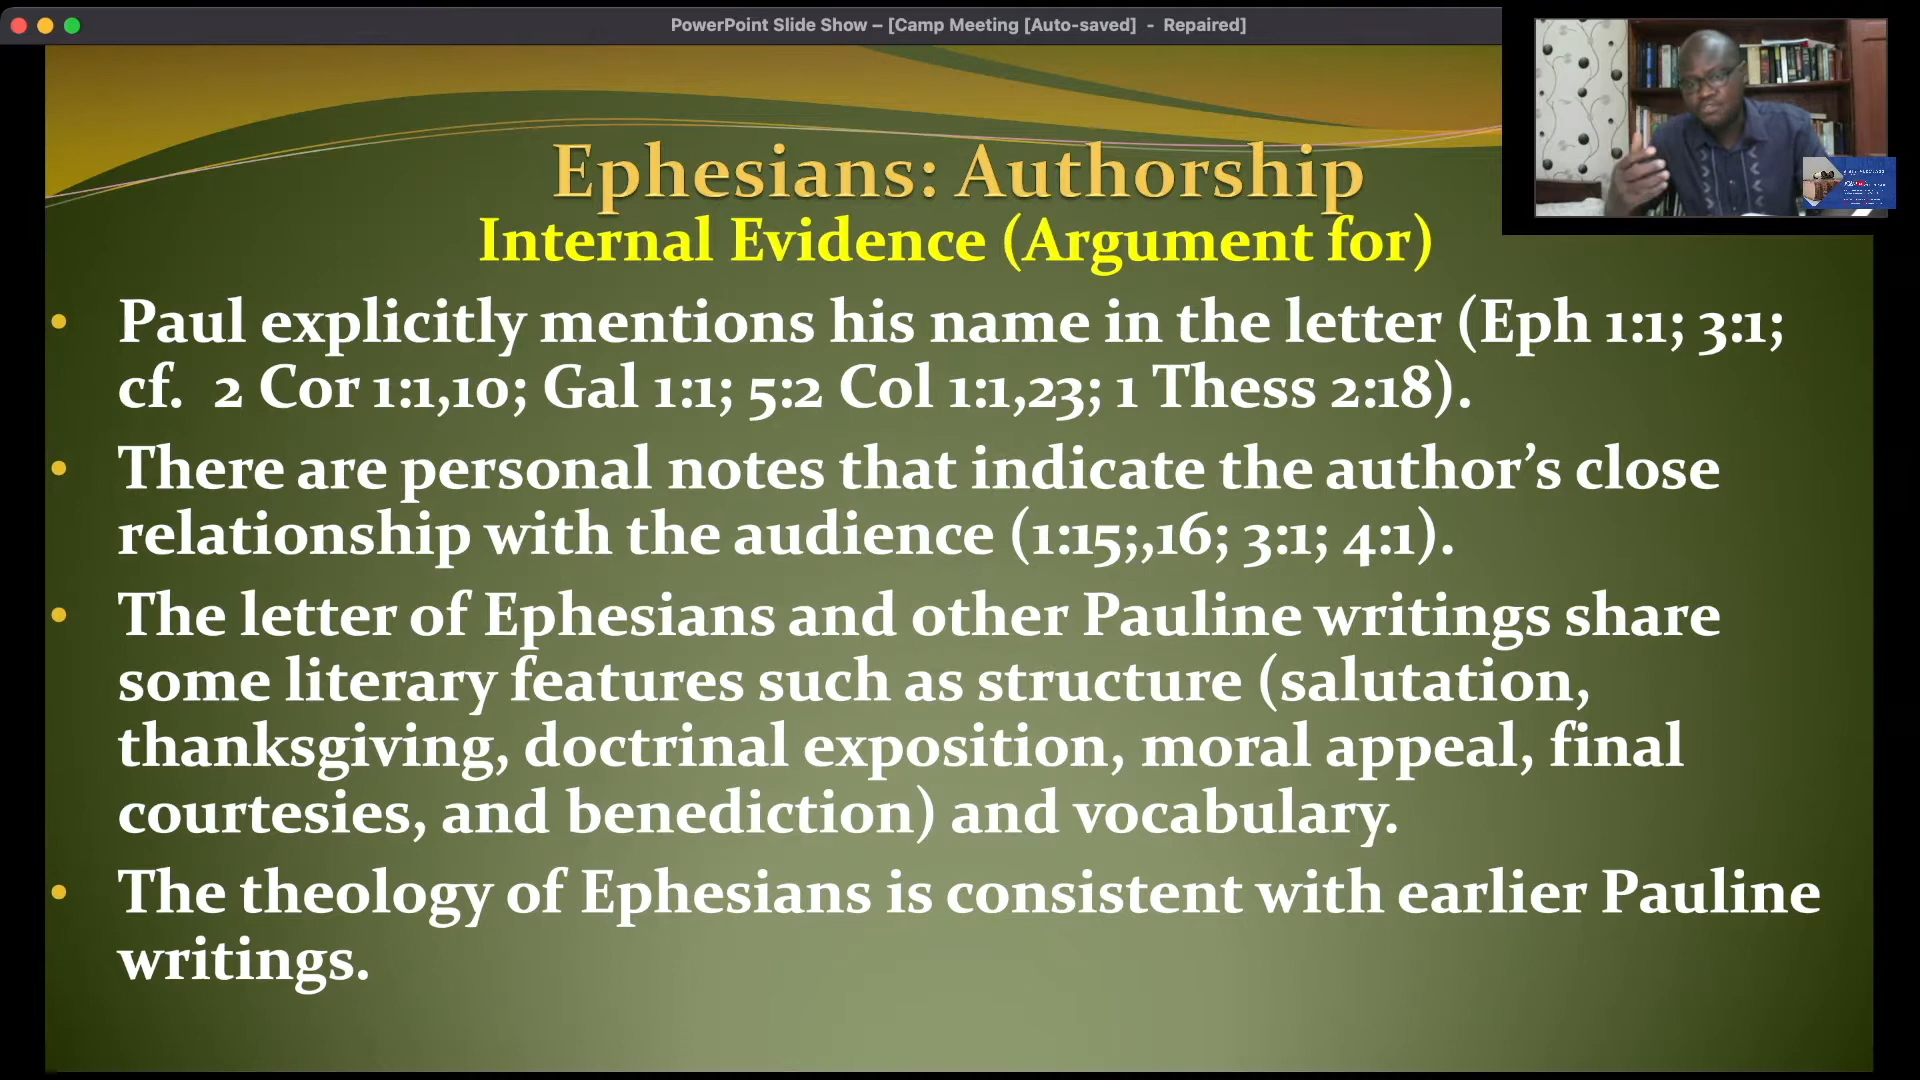 PowerPoint Slide Show – [Camp Meeting [Auto-saved]  -  Repaired]
Ephesians: Authorship
Internal Evidence (Argument for)
• Paul explicitly mentions his name in the letter (Eph 1:1; 3:1;
cf.  2 Cor 1:1,10; Gal 1:1; 5:2 Col 1:1,23; 1 Thess 2:18).
• There are personal notes that indicate the author’s close
relationship with the audience (1:15;,16; 3:1; 4:1).
• The letter of Ephesians and other Pauline writings share
some literary features such as structure (salutation,
thanksgiving, doctrinal exposition, moral appeal, final
courtesies, and benediction) and vocabulary.
• The theology of Ephesians is consistent with earlier Pauline
writings.